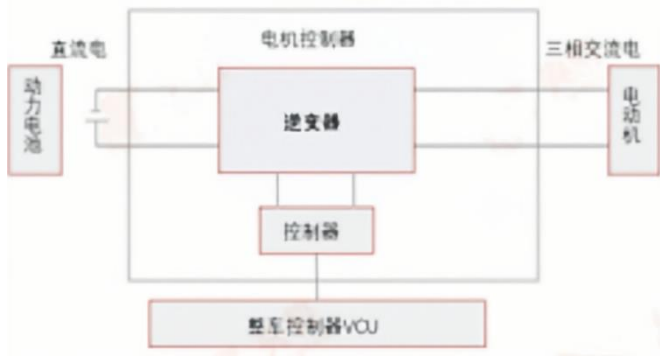 电机控制器
直流电
三相交流电
动力电池
逆变器
电动机
控制器
整车控制器VCU